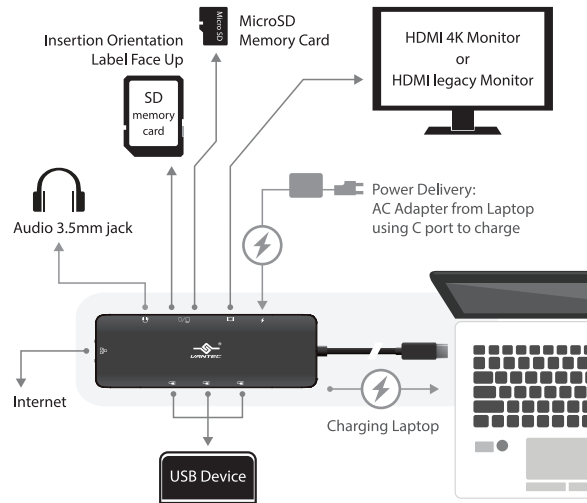 Insertion Orientation
Label Face Up
Micro SD
MicroSD
Memory Card
HDMI 4K Monitor
or
HDMI legacy Monitor
SD
memory
card
Audio 3.5mm jack
Power Delivery:
AC Adapter from Laptop
using C port to charge
VANTEC
Internet
Charging Laptop
USB Device